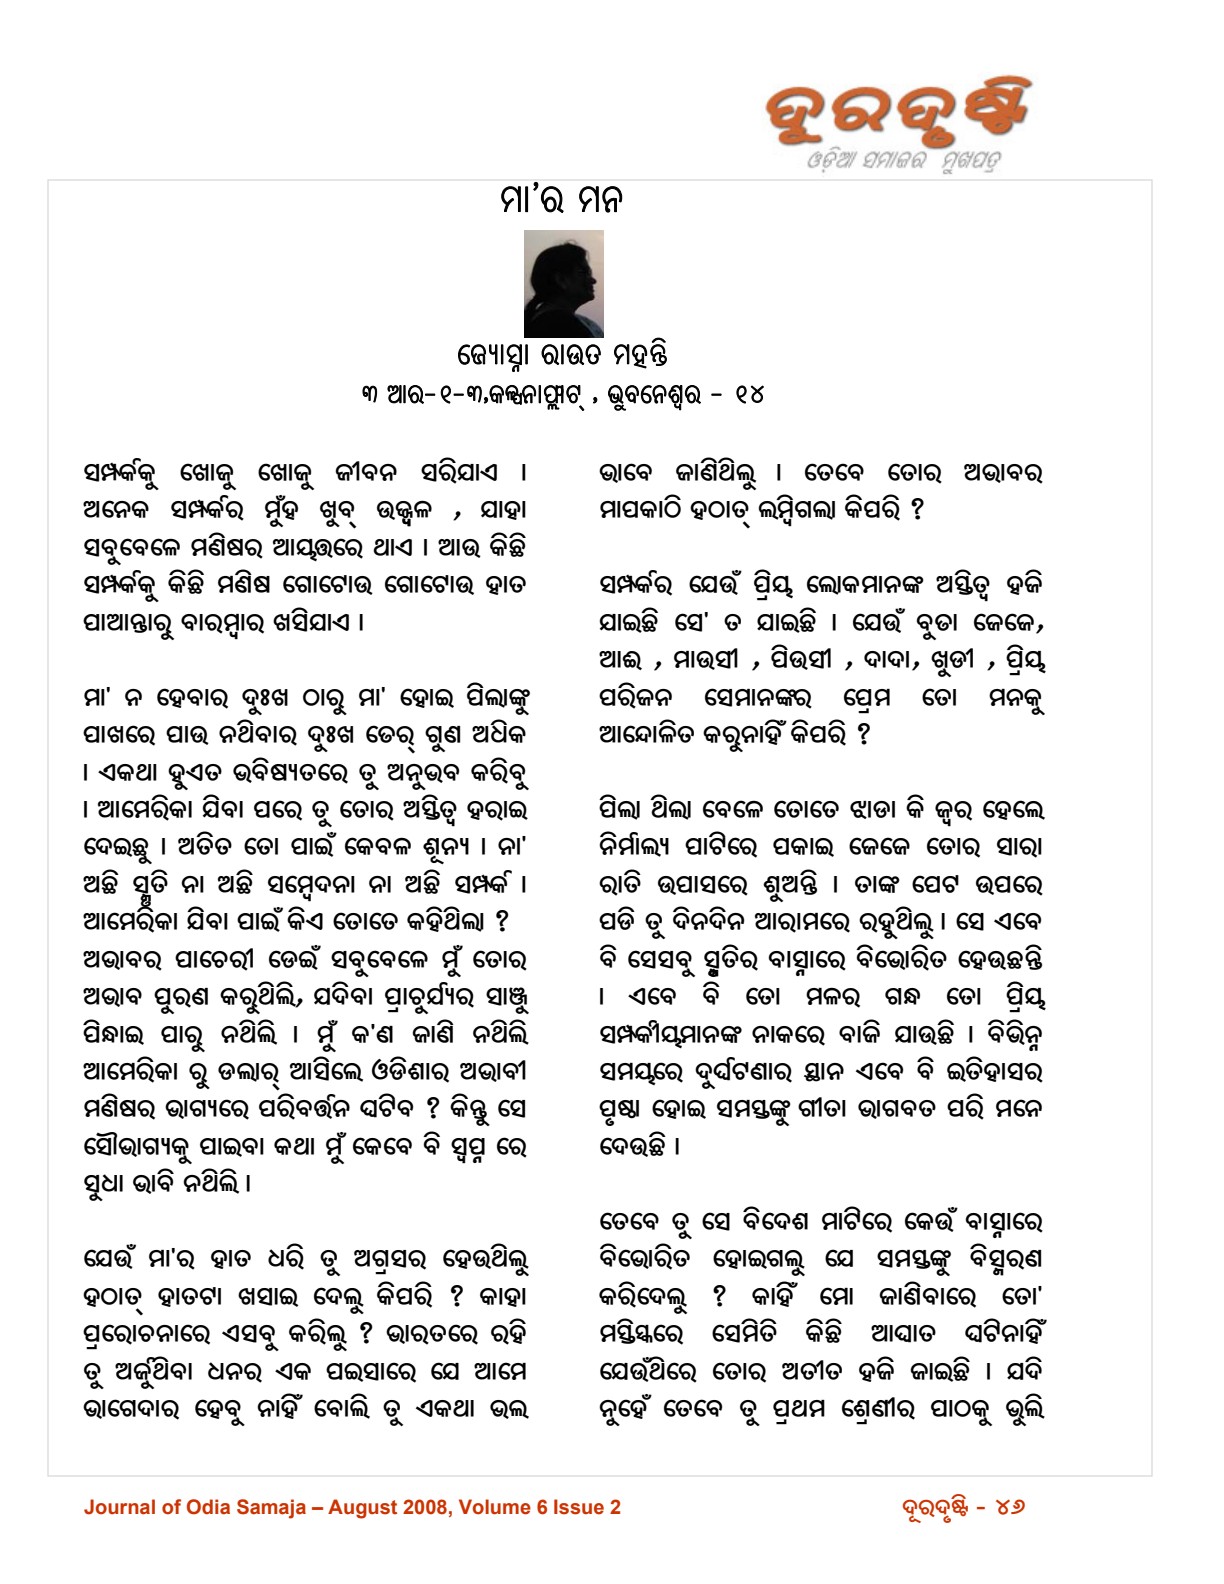 ଦୂରଦୃଷ୍ଟି
ଓଡ଼ିଆ ସମାଜର ମୁଖପତ୍ର
ମା'ର ମନ
ଜ୍ୟୋସ୍ନା ରାଉତ ମହନ୍ତି
୩ ଆର-୧-୩,କଳ୍ପନାଫ୍ଲାଟ୍ , ଭୁବନେଶ୍ୱର - ୧୪
ସମ୍ପର୍କକୁ ଖୋଜୁ ଖୋଜୁ ଜୀବନ ସରିଯାଏ ।
ଅନେକ ସମ୍ପର୍କର ମୁଁହ ଖୁବ୍ ଉଜ୍ଜ୍ୱଳ , ଯାହା
ସବୁବେଳେ ମଣିଷର ଆୟତ୍ତରେ ଥାଏ । ଆଉ କିଛି
ସମ୍ପର୍କକୁ କିଛି ମଣିଷ ଗୋଟୋଉ ଗୋଟୋଉ ହାତ
ପାଆନ୍ତାରୁ ବାରମ୍ବାର ଖସିଯାଏ ।
ମା' ନ ହେବାର ଦୁଃଖ ଠାରୁ ମା' ହୋଇ ପିଲାଙ୍କୁ
ପାଖରେ ପାଉ ନଥିବାର ଦୁଃଖ ଡେର୍ ଗୁଣ ଅଧିକ
। ଏକଥା ହୁଏତ ଭବିଷ୍ୟତରେ ତୁ ଅନୁଭବ କରିବୁ
। ଆମେରିକା ଯିବା ପରେ ତୁ ତୋର ଅସ୍ତିତ୍ୱ ହରାଇ
ଦେଇଛୁ । ଅତିତ ତୋ ପାଇଁ କେବଳ ଶୂନ୍ୟ । ନା'
ଅଛି ସ୍ମୃତି ନା ଅଛି ସମ୍ବେଦନା ନା ଅଛି ସମ୍ପର୍କ ।
ଆମେରିକା ଯିବା ପାଇଁ କିଏ ତୋତେ କହିଥିଲା ?
ଅଭାବର ପାଚେରୀ ଡେଇଁ ସବୁବେଳେ ମୁଁ ତୋର
ଅଭାବ ପୁରଣ କରୁଥିଲି, ଯଦିବା ପ୍ରାଚୁର୍ଯ୍ୟର ସାଞ୍ଜୁ
ପିନ୍ଧାଇ ପାରୁ ନଥିଲି । ମୁଁ କ'ଣ ଜାଣି ନଥିଲି
ଆମେରିକା ରୁ ଡଲାର୍ ଆସିଲେ ଓଡିଶାର ଅଭାବୀ
ମଣିଷର ଭାଗ୍ୟରେ ପରିବର୍ତ୍ତନ ଘଟିବ ? କିନ୍ତୁ ସେ
ସୌଭାଗ୍ୟକୁ ପାଇବା କଥା ମୁଁ କେବେ ବି ସ୍ୱପ୍ନ ରେ
ସୁଧା ଭାବି ନଥିଲି ।
ଯେଉଁ ମା'ର ହାତ ଧରି ତୁ ଅଗ୍ରସର ହେଉଥିଲୁ
ହଠାତ୍ ହାତଟା ଖସାଇ ଦେଲୁ କିପରି ? କାହା
ପ୍ରରୋଚନାରେ ଏସବୁ କରିଲୁ ? ଭାରତରେ ରହି
ତୁ ଅର୍ଜୁଥିବା ଧନର ଏକ ପଇସାରେ ଯେ ଆମେ
ଭାଗେଦାର ହେବୁ ନାହିଁ ବୋଲି ତୁ ଏକଥା ଭଲ
ଭାବେ ଜାଣିଥିଲୁ । ତେବେ ତୋର ଅଭାବର
ମାପକାଠି ହଠାତ୍ ଲମ୍ବିଗଲା କିପରି ?
ସମ୍ପର୍କର ଯେଉଁ ପ୍ରିୟ ଲୋକମାନଙ୍କ ଅସ୍ତିତ୍ୱ ହଜି
ଯାଇଛି ସେ' ତ ଯାଇଛି । ଯେଉଁ ବୁଡା ଜେଜେ,
ଆଈ , ମାଉସୀ , ପିଉସୀ , ଦାଦା, ଖୁଡୀ , ପ୍ରିୟ
ପରିଜନ ସେମାନଙ୍କର ପ୍ରେମ ତୋ ମନକୁ
ଆନ୍ଦୋଳିତ କରୁନାହିଁ କିପରି ?
ପିଲା ଥିଲା ବେଳେ ତୋତେ ଝାଡା କି ଜ୍ୱର ହେଲେ
ନିର୍ମାଲ୍ୟ ପାଟିରେ ପକାଇ ଜେଜେ ତୋର ସାରା
ରାତି ଉପାସରେ ଶୁଅନ୍ତି । ତାଙ୍କ ପେଟ ଉପରେ
ପଡି ତୁ ଦିନଦିନ ଆରାମରେ ରହୁଥିଲୁ । ସେ ଏବେ
ବି ସେସବୁ ସ୍ମୃତିର ବାସ୍ନାରେ ବିଭୋରିତ ହେଉଛନ୍ତି
। ଏବେ ବି ତୋ ମଳର ଗନ୍ଧ ତୋ ପ୍ରିୟ
ସମ୍ପର୍କୀୟମାନଙ୍କ ନାକରେ ବାଜି ଯାଉଛି । ବିଭିନ୍ନ
ସମୟରେ ଦୁର୍ଘଟଣାର ସ୍ଥାନ ଏବେ ବି ଇତିହାସର
ପୃଷ୍ଠା ହୋଇ ସମସ୍ତଙ୍କୁ ଗୀତା ଭାଗବତ ପରି ମନେ
ଦେଉଛି ।
ତେବେ ତୁ ସେ ବିଦେଶ ମାଟିରେ କେଉଁ ବାସ୍ନାରେ
ବିଭୋରିତ ହୋଇଗଲୁ ଯେ ସମସ୍ତଙ୍କୁ ବିସ୍ମରଣ
କରିଦେଲୁ ? କାହିଁ ମୋ ଜାଣିବାରେ ତୋ'
ମସ୍ତିସ୍କରେ ସେମିତି କିଛି ଆଘାତ ଘଟିନାହିଁ
ଯେଉଁଥିରେ ତୋର ଅତୀତ ହଜି ଜାଇଛି । ଯଦି
ନୁହେଁ ତେବେ ତୁ ପ୍ରଥମ ଶ୍ରେଣୀର ପାଠକୁ ଭୁଲି
Journal of Odia Samaja – August 2008, Volume 6 Issue 2
ଦୂରଦୃଷ୍ଟି - ୪୬